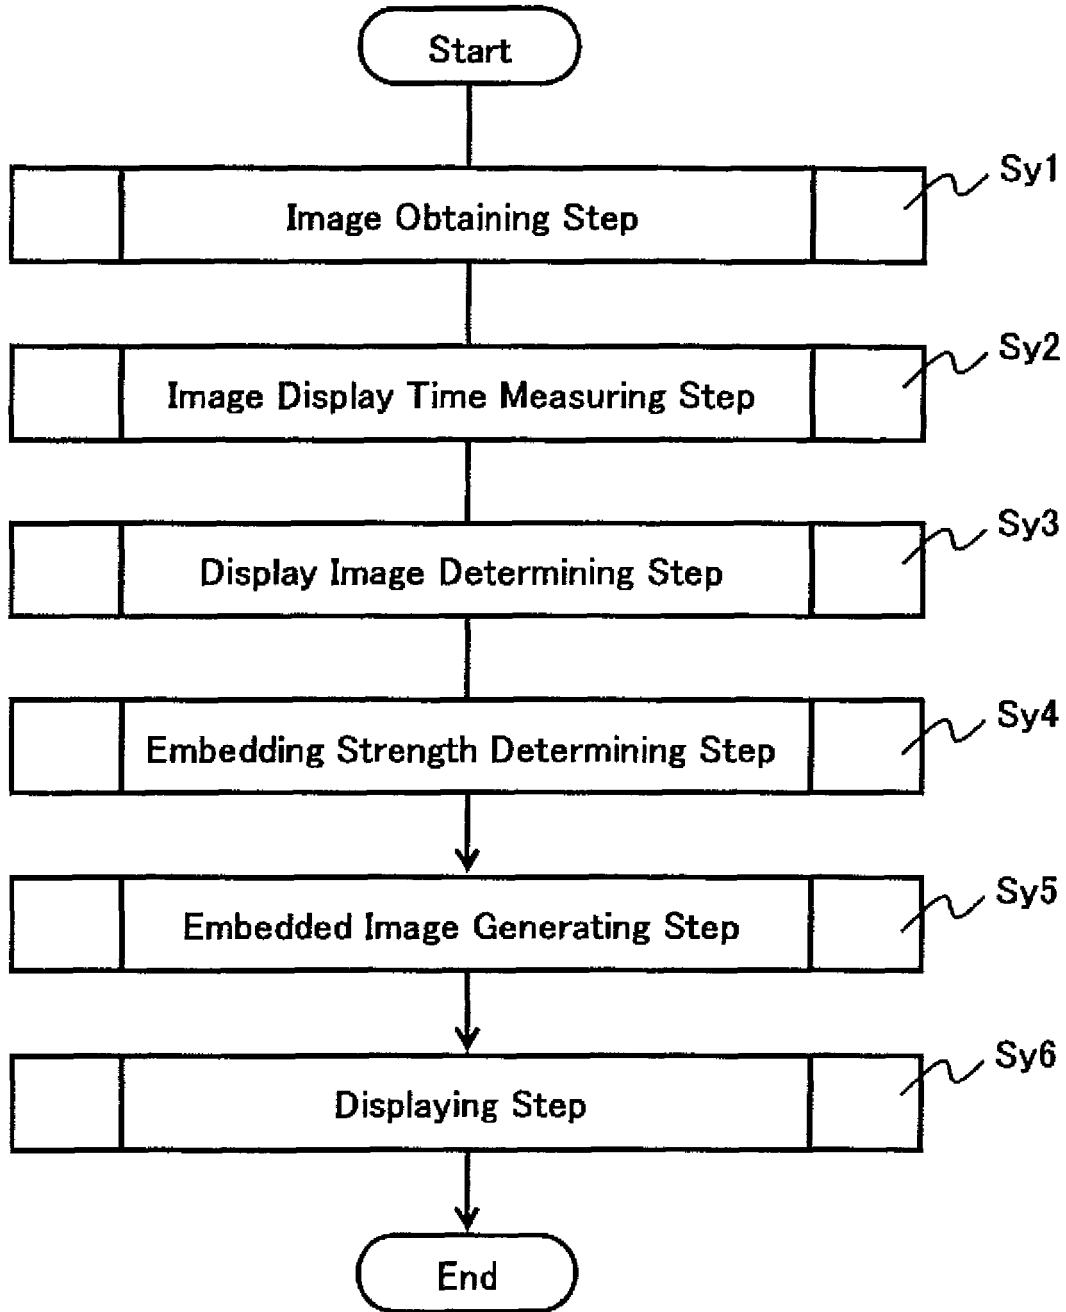 Start
Sy1
Image Obtaining Step
Sy2
Image Display Time Measuring Step
Sy3
Display Image Determining Step
Sy4
Embedding Strength Determining Step
Sy5
Embedded Image Generating Step
Sy6
Displaying Step
End